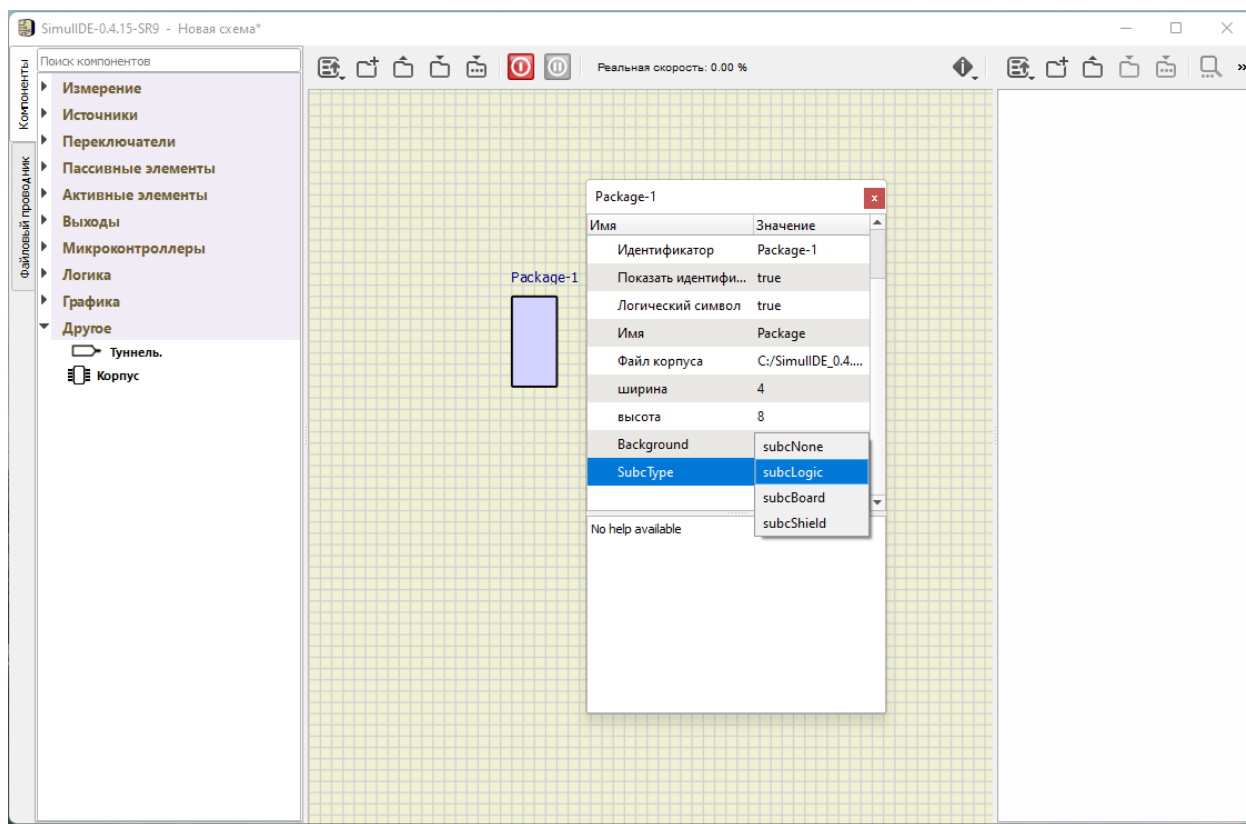 SimulIDE-0.4.15-SR9 - Новая схема*
Компоненты
Файловый проводник
Поиск компонентов
Измерение
Источники
Переключатели
Пассивные элементы
Активные элементы
Выходы
Микроконтроллеры
Логика
Графика
Другое
Туннель.
Корпус
Реальная скорость: 0.00 %
»
Package-1
Package-1
x
Имя Значение
Идентификатор Package-1
Показать идентифи... true
Логический символ true
Имя Package
Файл корпуса C:/SimulIDE_0.4....
ширина 4
высота 8
Background
SubcType
subcNone
subcLogic
subcBoard
subcShield
No help available